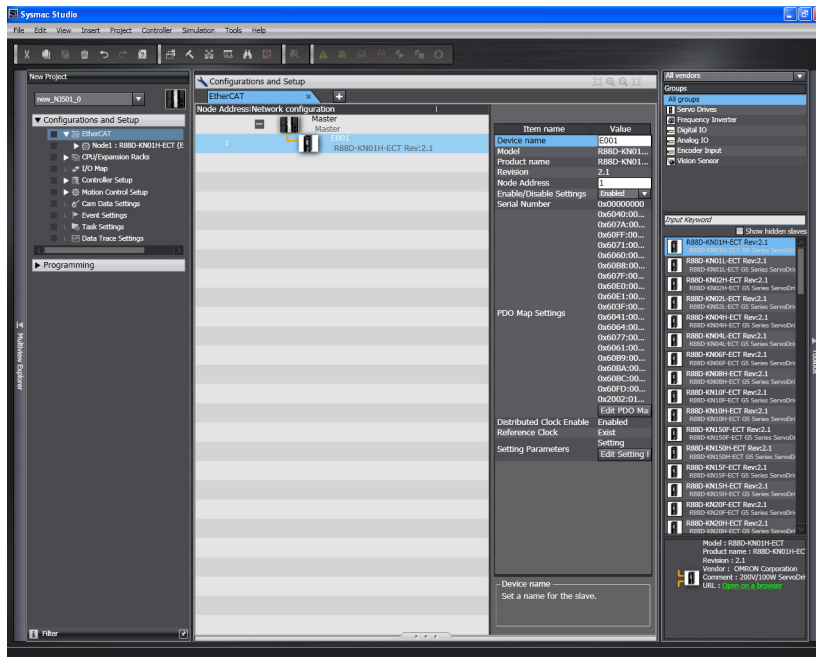 Sysmac Studio
File Edit View Insert Project Controller Simulation Tools Help
New Project
new_NJ501_0
Configurations and Setup
EtherCAT
Node1 : R88D-KN01H-ECT (E
CPU/Expansion Racks
I/O Map
Controller Setup
Motion Control Setup
Cam Data Settings
Event Settings
Task Settings
Data Trace Settings
Programming
Filter
Multiview Explorer
Configurations and Setup
EtherCAT
Node Address Network configuration
Master
Master
1
E001
R88D-KN01H-ECT Rev:2.1
Item name Value
Device name E001
Model R88D-KN01...
Product name R88D-KN01...
Revision 2.1
Node Address 1
Enable/Disable Settings Enabled
Serial Number 0x00000000
PDO Map Settings
0x6040:00...
0x607A:00...
0x60FF:00...
0x6071:00...
0x6060:00...
0x60B8:00...
0x607F:00...
0x60E0:00...
0x60E1:00...
0x603F:00...
0x6041:00...
0x6064:00...
0x6077:00...
0x6061:00...
0x60B9:00...
0x60BA:00...
0x60BC:00...
0x60FD:00...
0x2002:01...
Edit PDO Ma
Distributed Clock Enable Enabled
Reference Clock Exist
Setting Parameters
Setting
Edit Setting
Device name
Set a name for the slave.
All vendors
Groups
All groups
Servo Drives
Frequency Inverter
Digital IO
Analog IO
Encoder Input
Vision Sensor
Input Keyword
Show hidden slaves
R88D-KN01H-ECT Rev:2.1
R88D-KN01H-ECT G5 Series ServoDri
R88D-KN01L-ECT Rev:2.1
R88D-KN01L-ECT G5 Series ServoDri
R88D-KN02H-ECT Rev:2.1
R88D-KN02H-ECT G5 Series ServoDri
R88D-KN02L-ECT Rev:2.1
R88D-KN02L-ECT G5 Series ServoDri
R88D-KN04H-ECT Rev:2.1
R88D-KN04H-ECT G5 Series ServoDri
R88D-KN04L-ECT Rev:2.1
R88D-KN04L-ECT G5 Series ServoDri
R88D-KN06F-ECT Rev:2.1
R88D-KN06F-ECT G5 Series ServoDri
R88D-KN08H-ECT Rev:2.1
R88D-KN08H-ECT G5 Series ServoDri
R88D-KN10F-ECT Rev:2.1
R88D-KN10F-ECT G5 Series ServoDri
R88D-KN10H-ECT Rev:2.1
R88D-KN10H-ECT G5 Series ServoDri
R88D-KN150F-ECT Rev:2.1
R88D-KN150F-ECT G5 Series ServoD
R88D-KN150H-ECT Rev:2.1
R88D-KN150H-ECT G5 Series ServoD
R88D-KN15F-ECT Rev:2.1
R88D-KN15F-ECT G5 Series ServoDri
R88D-KN15H-ECT Rev:2.1
R88D-KN15H-ECT G5 Series ServoDri
R88D-KN20F-ECT Rev:2.1
R88D-KN20F-ECT G5 Series ServoDri
R88D-KN20H-ECT Rev:2.1
R88D-KN20H-ECT G5 Series ServoDri
Model : R88D-KN01H-ECT
Product name : R88D-KN01H-EC
Revision : 2.1
Vendor : OMRON Corporation
Comment : 200V/100W ServoDri
URL : Open on a browser
Toolbox